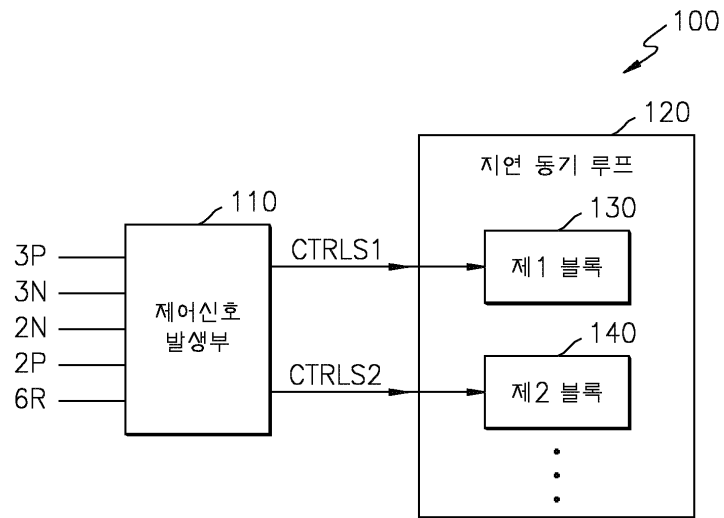 100
120
지연 동기 루프
110
130
3P
3N
2N
2P
6R
제어신호
발생부
CTRLS1
제1 블록
140
CTRLS2
제2 블록